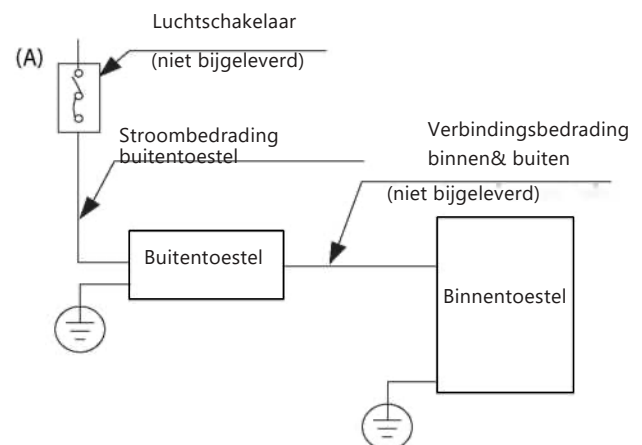 Luchtschakelaar
(A)
(niet bijgeleverd)
Stroombedrading
buitentoestel
Verbindingsbedrading
binnen& buiten
(niet bijgeleverd)
Buitentoestel
Binnentoestel